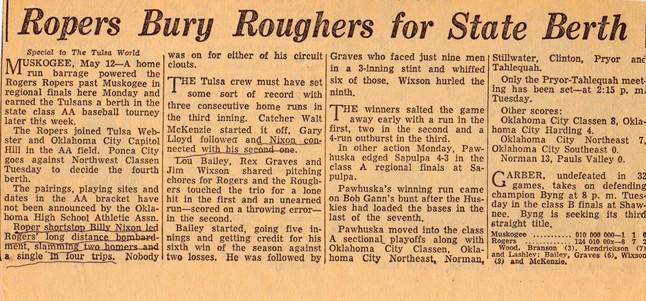 Ropers Bury Roughers for State Berth
Special to The Tulsa World
MUSKOGEE, May 12—A home
run barrage powered the
Rogers Ropers past Muskogee in
regional finals here Monday and
earned the Tulsans a berth in the
state class AA baseball tourney
later this week.
The Ropers joined Tulsa Web-
ster and Oklahoma City Capitol
Hill in the AA field. Ponca City
goes against Northwest Classen
Tuesday to decide the fourth
berth.
The pairings, playing sites and
dates in the AA bracket have
not been announced by the Ok-
lahoma High School Athletic Assn.
Roper shortstop Billy Nixon led
Rogers' long distance bombard-
ment, slamming two homers and
a single in four trips. Nobody
was on for either of his circuit
clouts.
THE Tulsa crew must have set
some sort of record with
three consecutive home runs in
the third inning. Catcher Walt
McKenzie started it off, Gary
Lloyd followed and Nixon con-
nected with his second one.
Lou Bailey, Rex Graves and
Jim Wixson shared pitching
chores for Rogers and the Rough-
ers touched the trio for a lone
hit in the first and an unearned
run—scored on a throwing error—
in the second.
Bailey started, going five in-
nings and getting credit for his
sixth win of the season against
two losses. He was followed by
Graves who faced just nine men
in a 3-inning stint and whiffed
six of those. Wixson hurled the
ninth.
THE winners salted the game
away early with a run in the
first, two in the second and a
4-run outburst in the third.
In other action Monday, Paw-
huska edged Sapulpa 4-3 in the
class A regional finals at Sa-
pulpa.
Pawhuska's winning run came
on Bob Gann's bunt after the Hus-
kies had loaded the bases in the
last of the seventh.
Pawhuska moved into the class
A sectional playoffs along with
Oklahoma City Classen, Okla-
homa City Northeast, Norman,
Stillwater, Clinton, Pryor and
Tahlequah.
Only the Pryor-Tahlequah meet-
ing has been set—at 2:15 p. m.
Tuesday.
Other scores:
Oklahoma City Classen 8, Okla-
homa City Harding 4.
Oklahoma City Northeast 7,
Oklahoma City Southeast 0.
Norman 13, Pauls Valley 0.
GARBER, undefeated in 32
games, takes on defending
champion Byng at 8 p. m. Tues-
day in the class B finals at Shaw-
nee. Byng is seeking its third
straight title.
Muskogee 010 000 000—1 1 6
Rogers 124 010 00x—8 7 2
Wood, Branson (3), Hendrickson (7)
and Lashley; Bailey, Graves (6), Wixson
(9) and McKenzie.